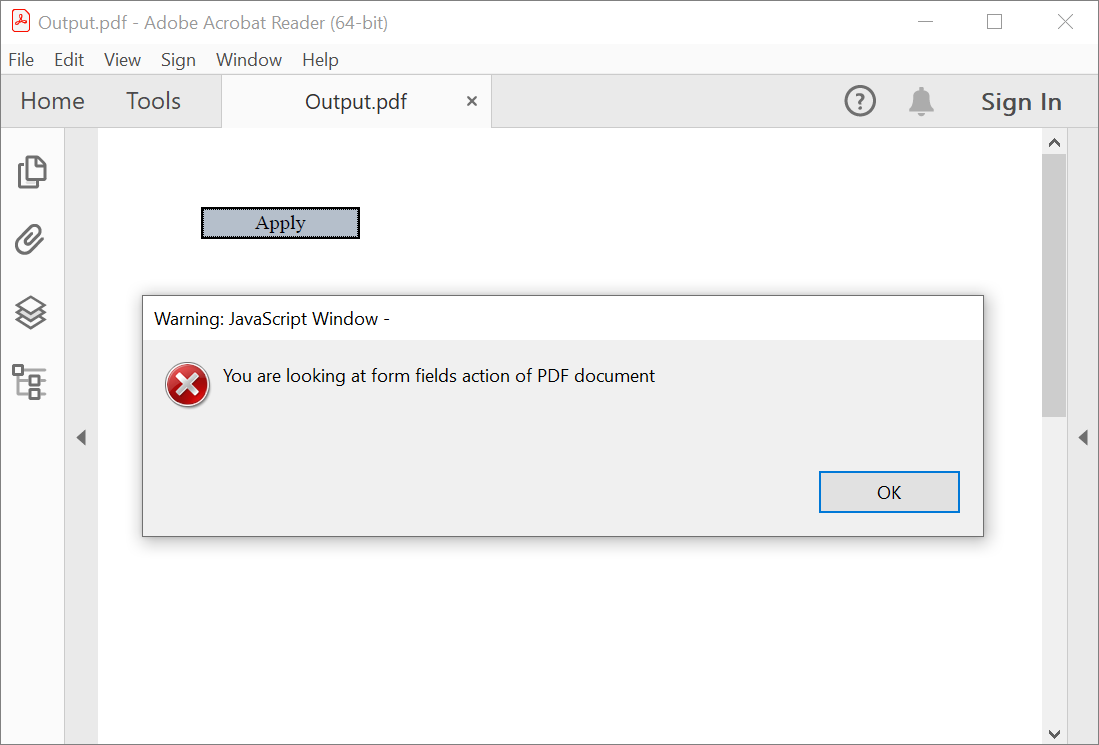 Output.pdf - Adobe Acrobat Reader (64-bit)
File Edit View Sign Window Help
Home Tools Output.pdf × ? Sign In
Apply
Warning: JavaScript Window -
You are looking at form fields action of PDF document
OK